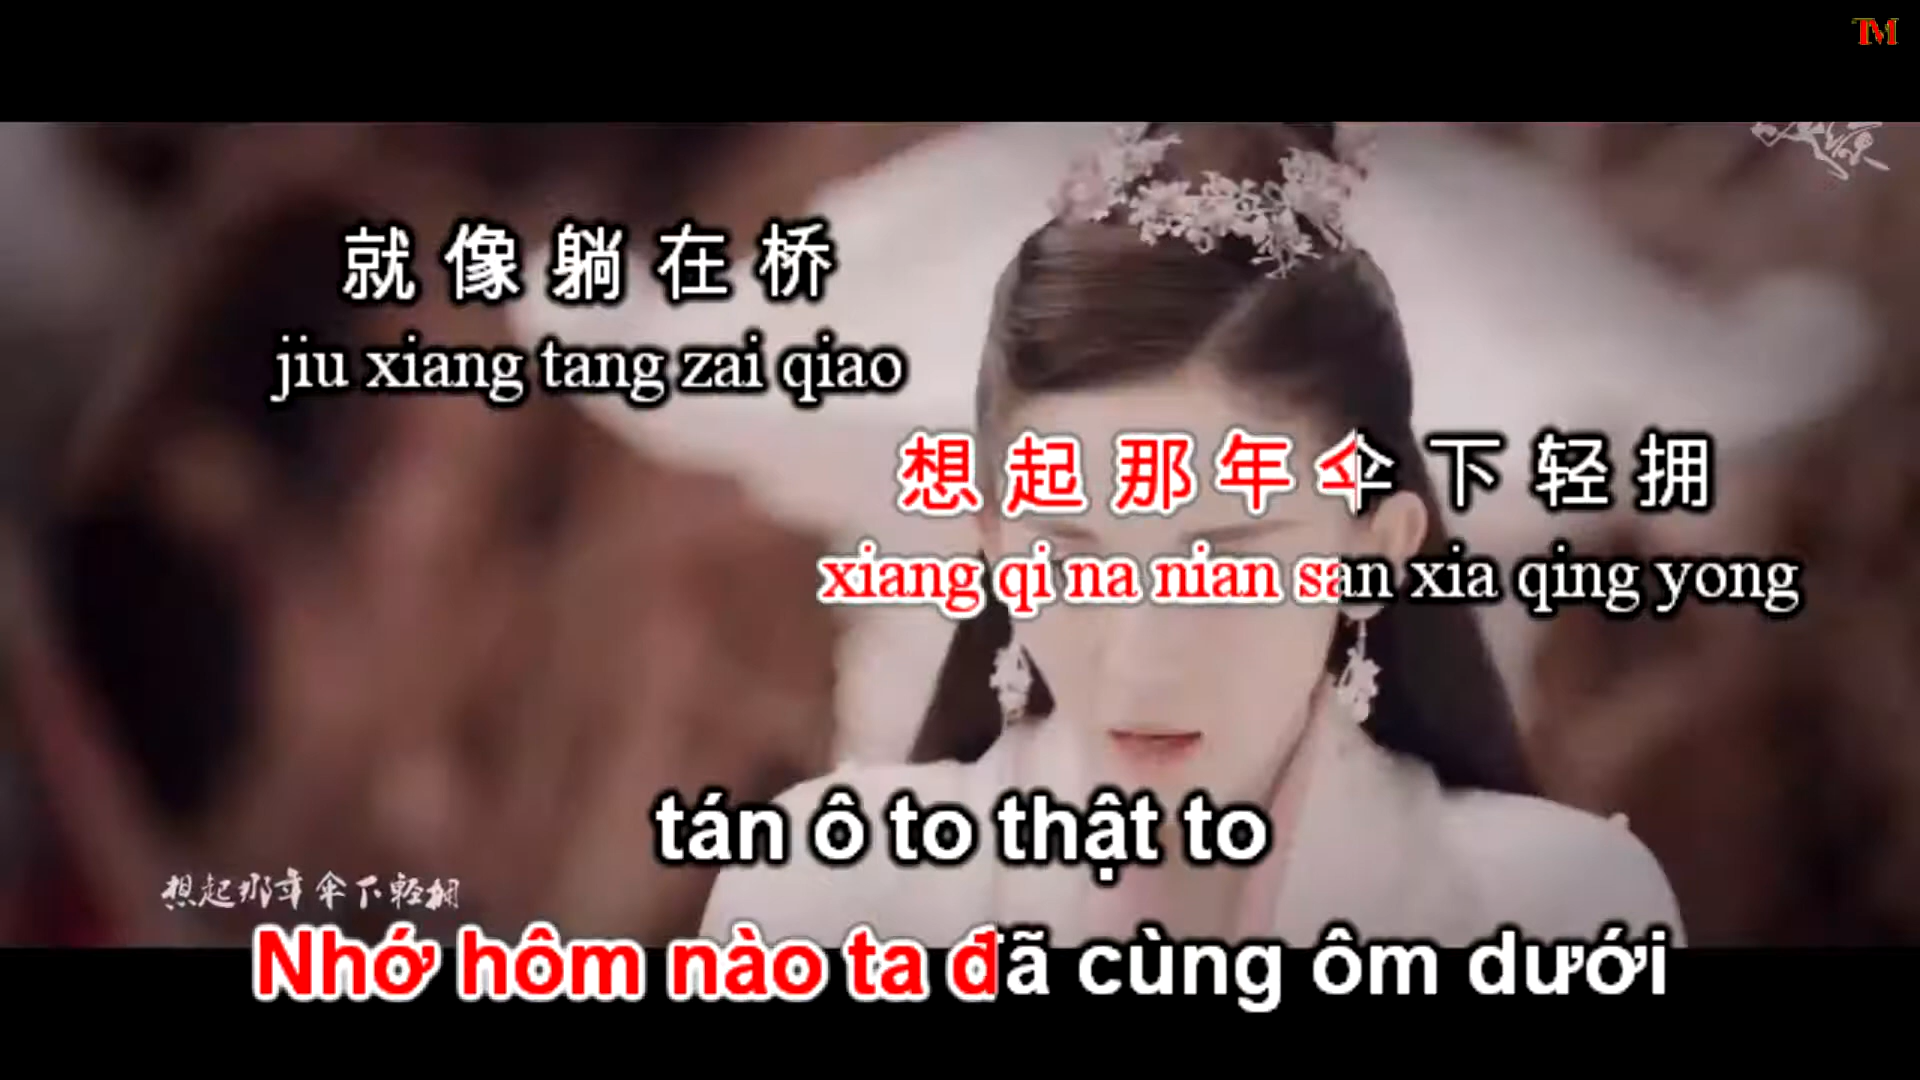 TM
就像躺在桥
jiu xiang tang zai qiao
想起那年伞下轻拥
xiang qi na nian san xia qing yong
tán ô to thật to
想起那年伞下轻拥
Nhớ hôm nào ta đã cùng ôm dưới